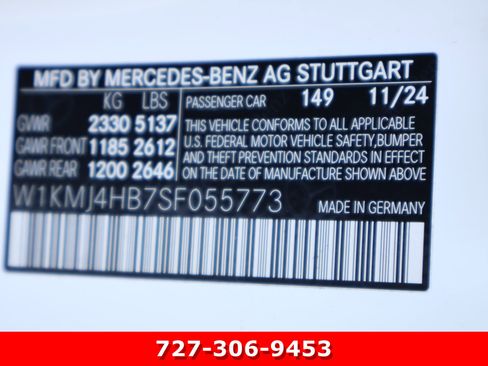 MFD BY MERCEDES-BENZ AG STUTTGART
KG LBS
GVWR 2330 5137
GAWR FRONT 1185 2612
GAWR REAR 1200 2646
PASSENGER CAR 149 11/24
THIS VEHICLE CONFORMS TO ALL APPLICABLE
U.S. FEDERAL MOTOR VEHICLE SAFETY,BUMPER
AND THEFT PREVENTION STANDARDS IN EFFECT
ON THE DATE OF MANUFACTURE SHOWN ABOVE.
W1KMJ4HB7SF055773
MADE IN GERMANY
727-306-9453